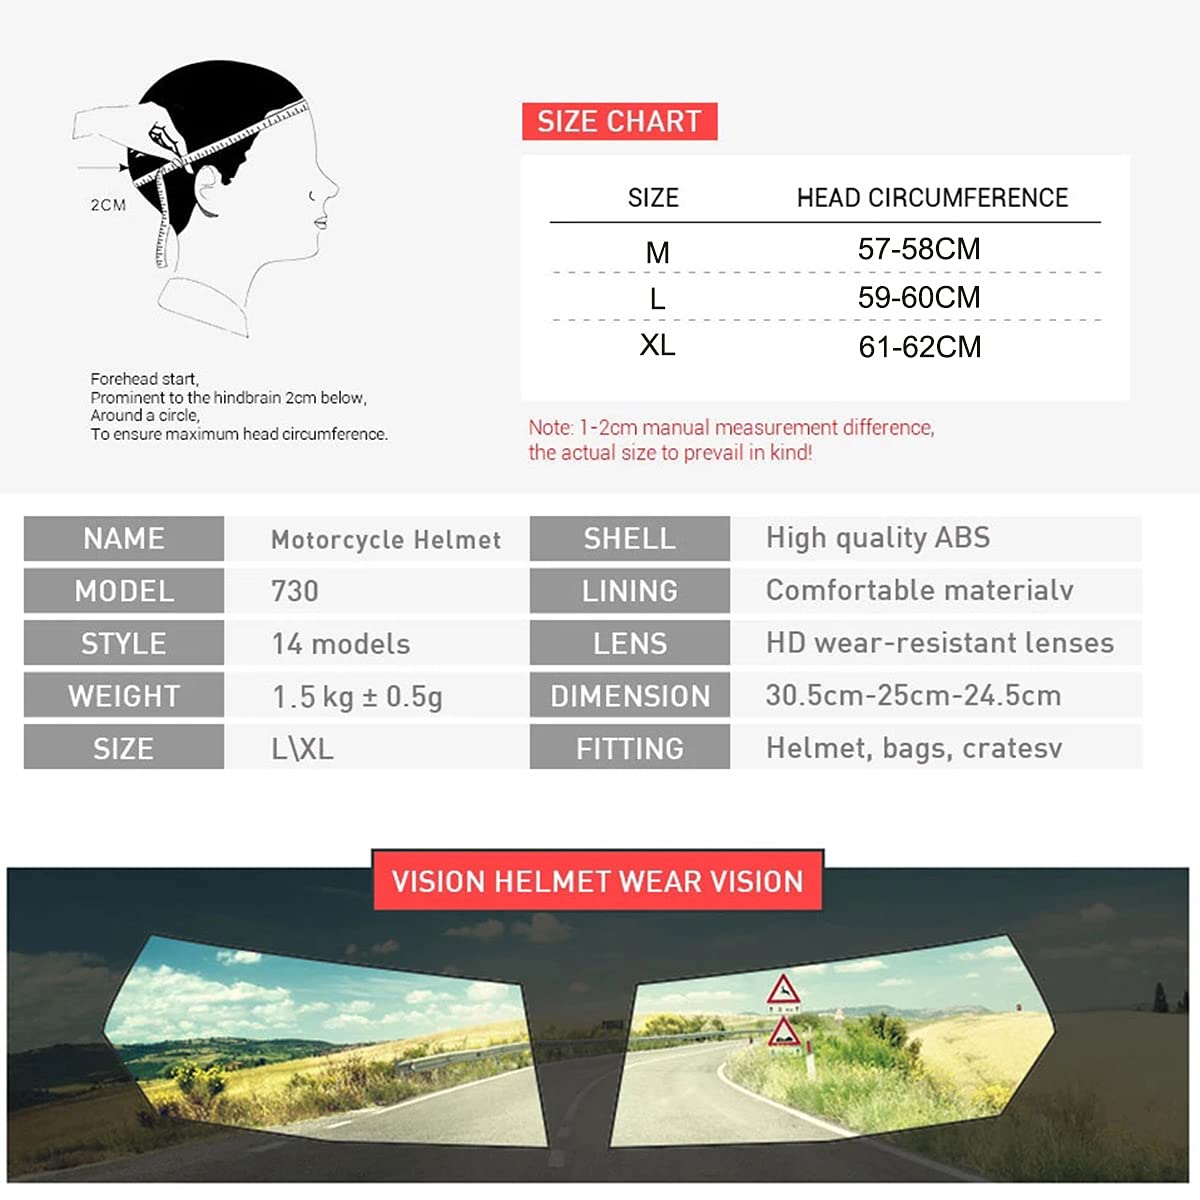 2CM
Forehead start,
Prominent to the hindbrain 2cm below,
Around a circle,
To ensure maximum head circumference.
SIZE CHART
SIZE HEAD CIRCUMFERENCE
M 57-58CM
L 59-60CM
XL 61-62CM
Note: 1-2cm manual measurement difference,
the actual size to prevail in kind!
NAME Motorcycle Helmet SHELL High quality ABS
MODEL 730 LINING Comfortable materialv
STYLE 14 models LENS HD wear-resistant lenses
WEIGHT 1.5 kg ± 0.5g DIMENSION 30.5cm-25cm-24.5cm
SIZE L\XL FITTING Helmet, bags, cratesv
VISION HELMET WEAR VISION